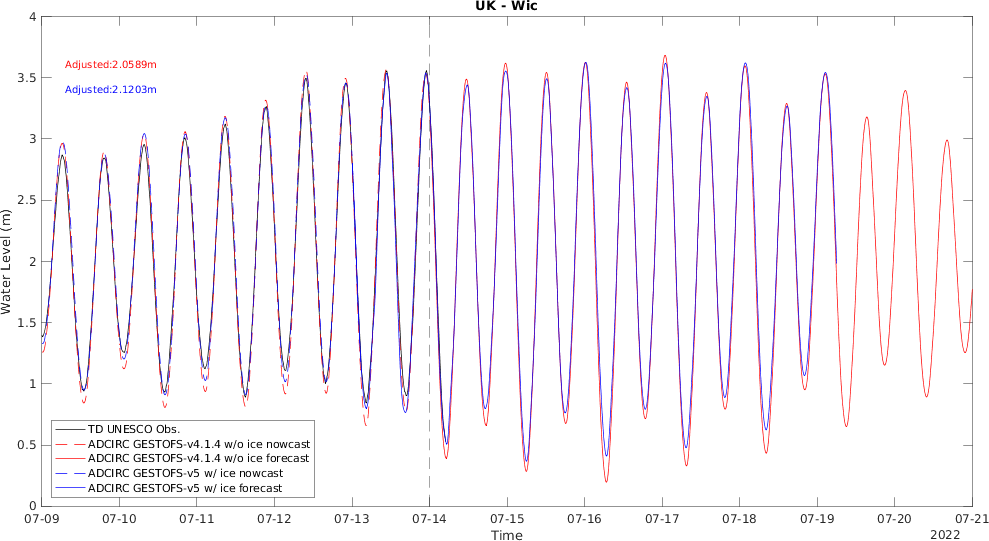 UK - Wic
Adjusted:2.0589m
Adjusted:2.1203m
Water Level (m)
4
3.5
3
2.5
2
1.5
1
0.5
0
TD UNESCO Obs.
ADCIRC GESTOFS-v4.1.4 w/o ice nowcast
ADCIRC GESTOFS-v4.1.4 w/o ice forecast
ADCIRC GESTOFS-v5 w/ ice nowcast
ADCIRC GESTOFS-v5 w/ ice forecast
07-09 07-10 07-11 07-12 07-13 07-14 07-15 07-16 07-17 07-18 07-19 07-20 07-21
Time
2022